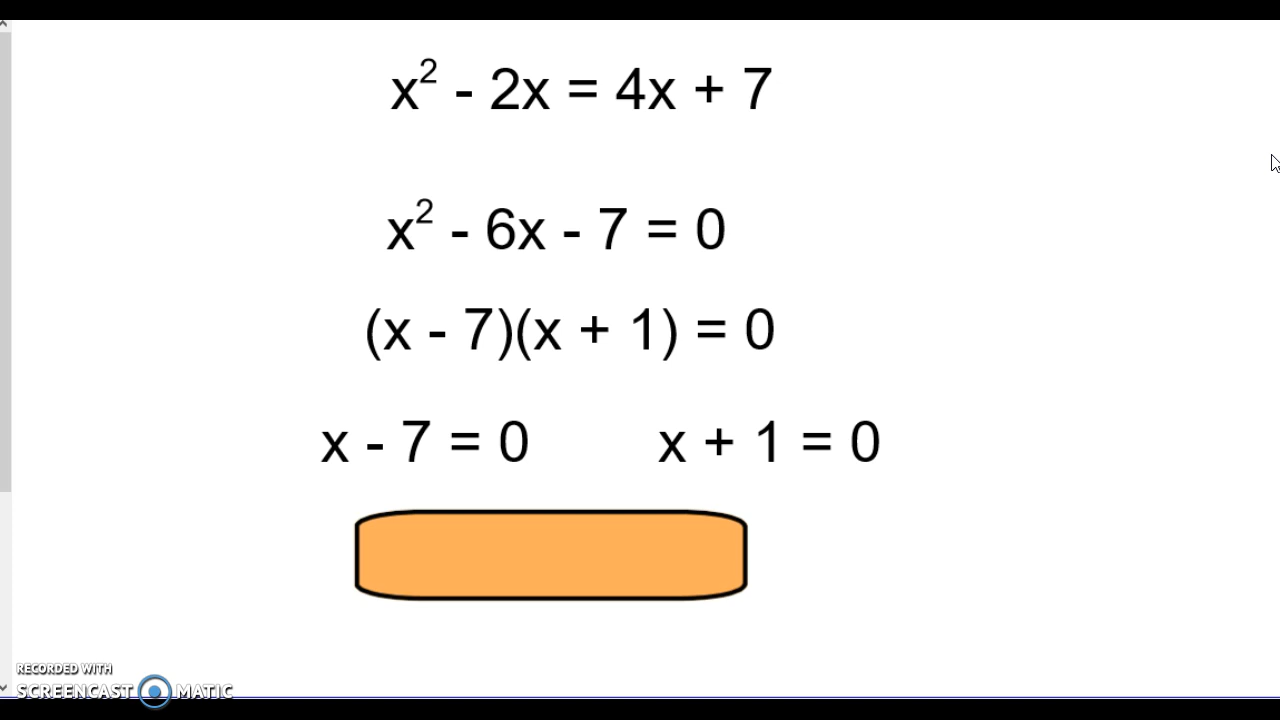 x² - 2x = 4x + 7
x² - 6x - 7 = 0
(x - 7)(x + 1) = 0
x - 7 = 0 x + 1 = 0
RECORDED WITH
SCREENCAST MATIC